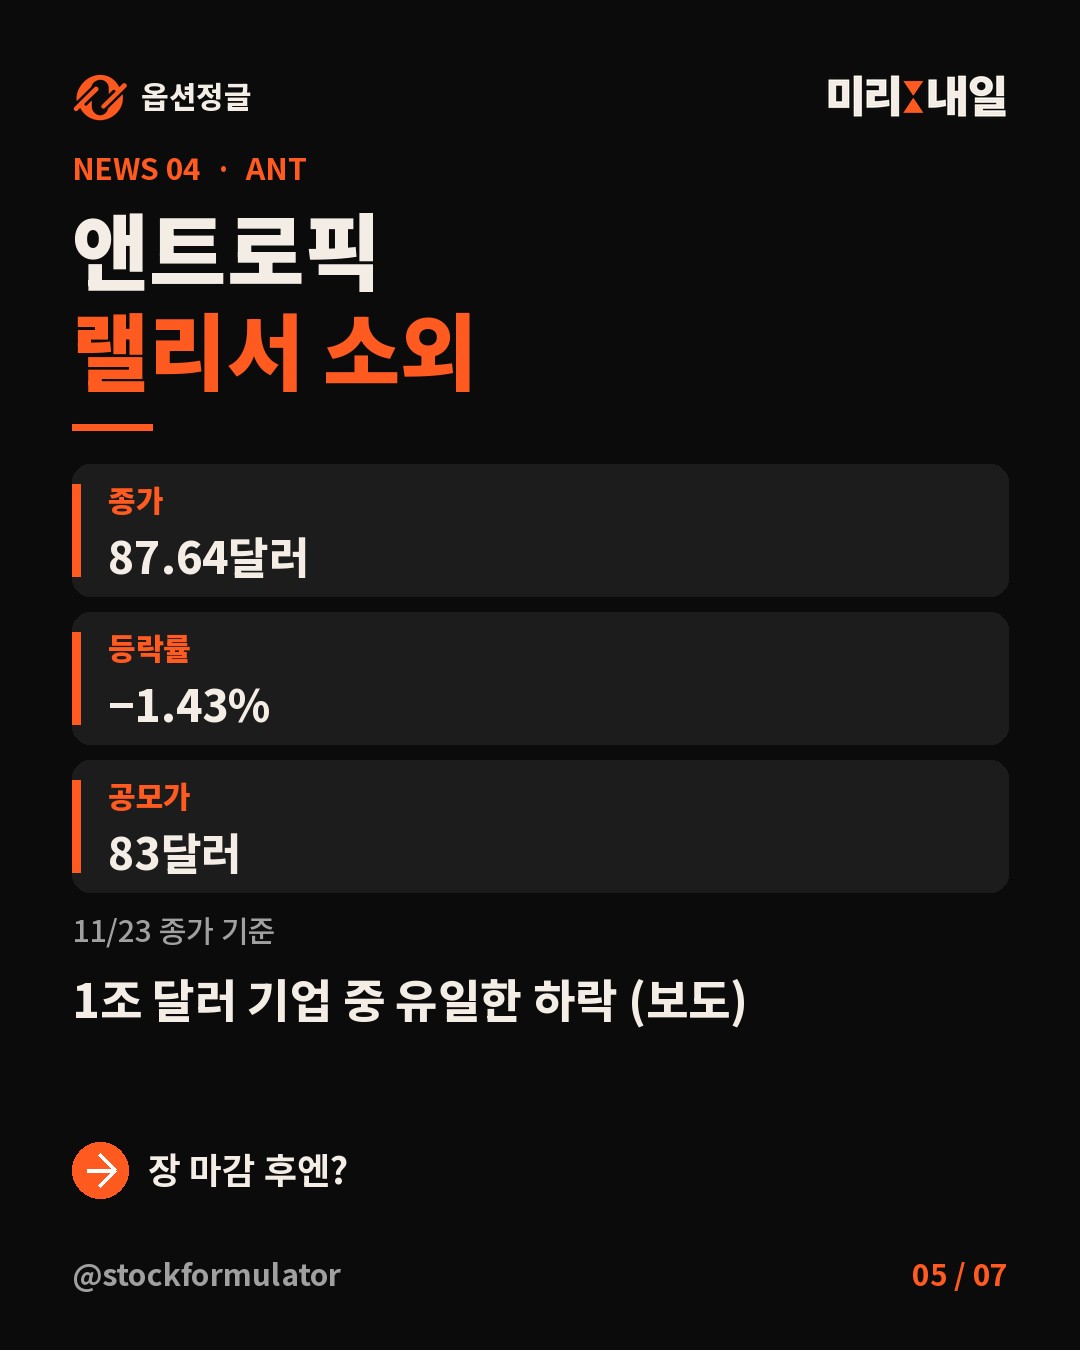 옵션정글
미리 내일
NEWS 04 · ANT
앤트로픽
랠리서 소외
종가
87.64달러
등락률
−1.43%
공모가
83달러
11/23 종가 기준
1조 달러 기업 중 유일한 하락 (보도)
장 마감 후엔?
@stockformulator
05 / 07